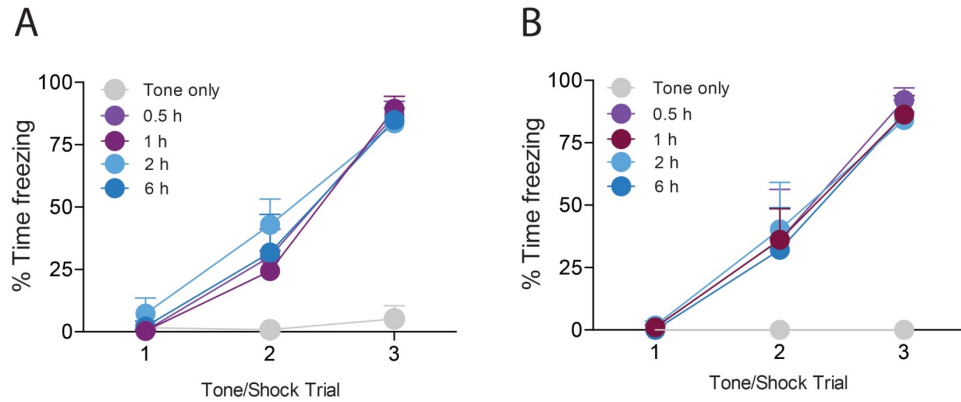 A
% Time freezing
100
75
50
25
0
Tone only
0.5 h
1 h
2 h
6 h
1 2 3
Tone/Shock Trial
B
% Time freezing
100
75
50
25
0
Tone only
0.5 h
1 h
2 h
6 h
1 2 3
Tone/Shock Trial